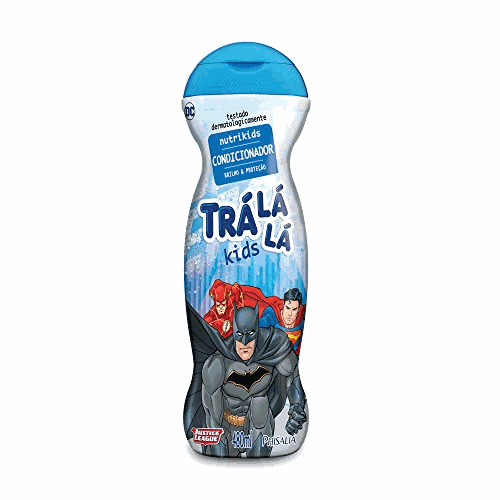 DC
testado
dermatologicamente
nutrikids
CONDICIONADOR
BRILHO & PROTEÇÃO
TRÁ LÁ
LÁ
kids
JUSTICE
LEAGUE
480ml PHISALIA